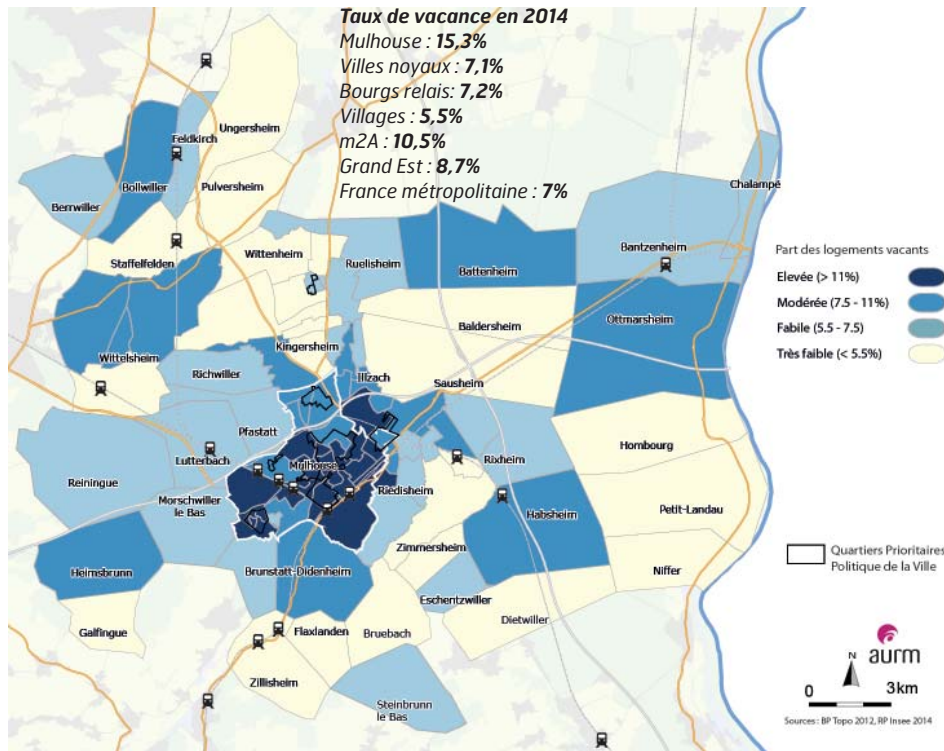 Taux de vacance en 2014
Mulhouse : 15,3%
Villes noyaux : 7,1%
Bourgs relais: 7,2%
Villages : 5,5%
m2A : 10,5%
Grand Est : 8,7%
France métropolitaine : 7%
Ungersheim
Feldkirch
Bollwiller
Pulversheim
Berrwiller
Chalampé
Staffelfelden
Wittenheim
Ruelisheim
Battenheim
Bantzenheim
Part des logements vacants
Elevée (> 11%)
Modérée (7.5 - 11%)
Fabile (5.5 - 7.5)
Très faible (< 5.5%)
Baldersheim
Ottmarsheim
Wittelsheim
Kingersheim
Richwiller
Illzach
Sausheim
Pfastatt
Hombourg
Lutterbach
Mulhouse
Rixheim
Reiningue
Morschwiller
le Bas
Riedisheim
Habsheim
Petit-Landau
Zimmersheim
Heimsbrunn
Brunstatt-Didenheim
Niffer
Eschentzwiller
Dietwiller
Galfingue
Flaxlanden
Bruebach
Zillisheim
Steinbrunn
le Bas
Quartiers Prioritaires
Politique de la Ville
aurm
N
0 3km
Sources : BP Topo 2012, RP Insee 2014